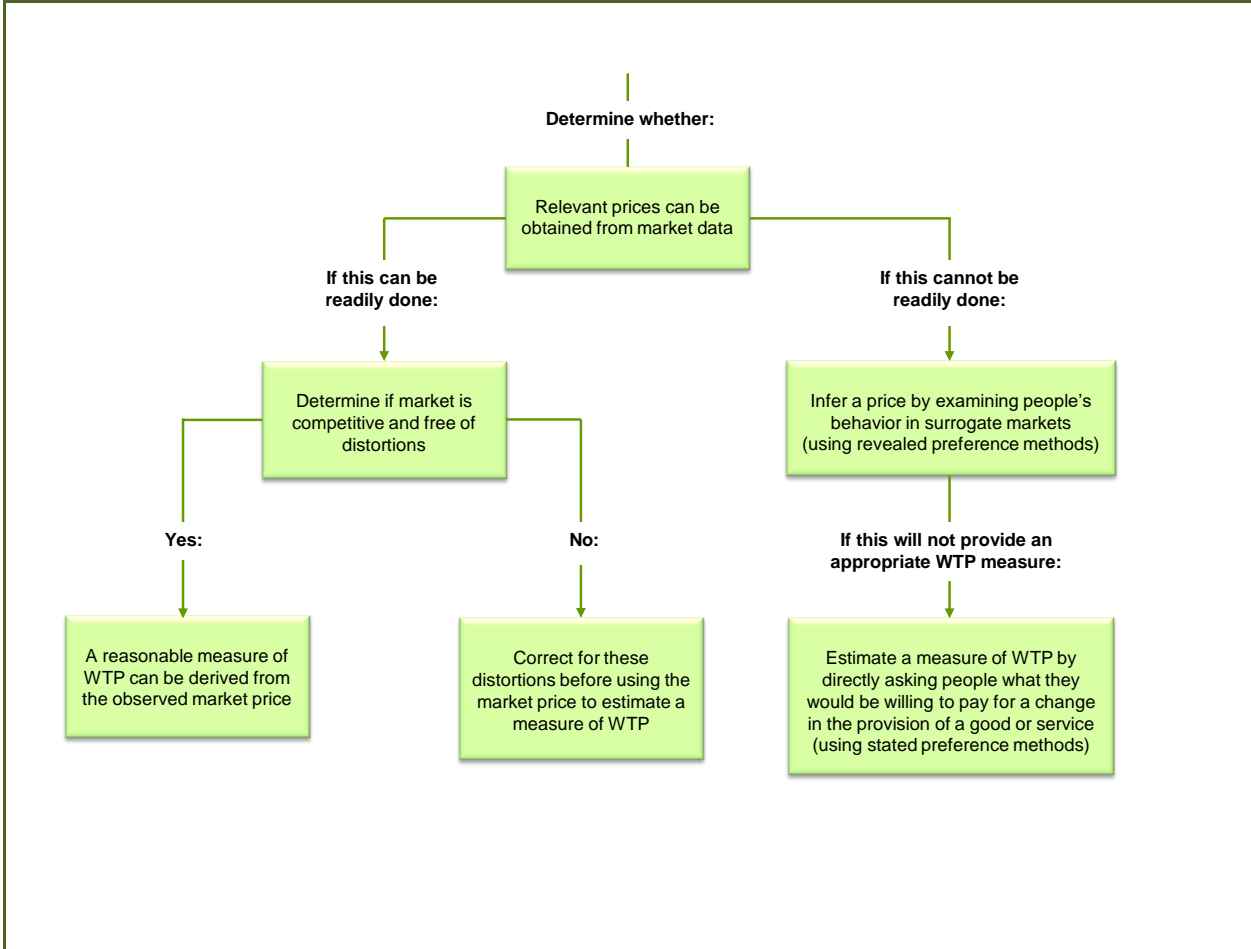 Determine whether:
Relevant prices can be
obtained from market data
If this can be
readily done:
If this cannot be
readily done:
Determine if market is
competitive and free of
distortions
Infer a price by examining people’s
behavior in surrogate markets
(using revealed preference methods)
Yes:
No:
If this will not provide an
appropriate WTP measure:
A reasonable measure of
WTP can be derived from
the observed market price
Correct for these
distortions before using the
market price to estimate a
measure of WTP
Estimate a measure of WTP by
directly asking people what they
would be willing to pay for a change
in the provision of a good or service
(using stated preference methods)